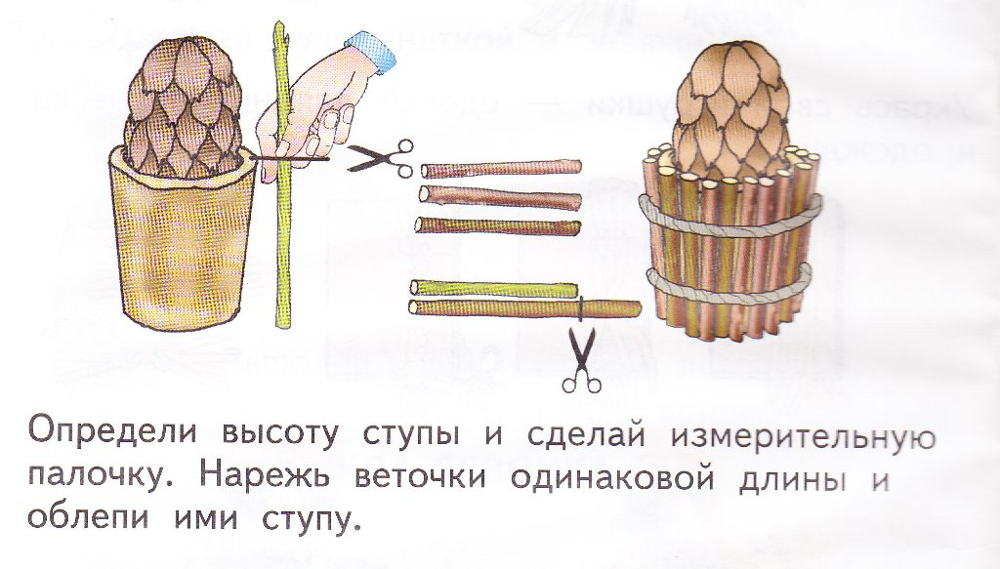 Определи высоту ступы и сделай измерительную
палочку. Нарежь веточки одинаковой длины и
облепи ими ступу.